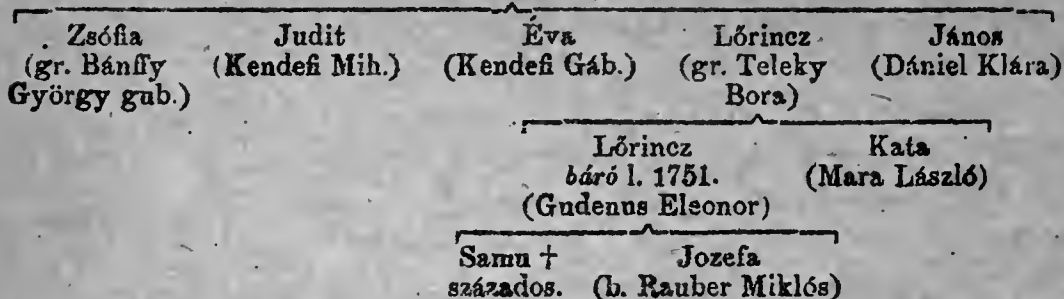 Zsófia Judit Éva Lőrincz János
(gr. Bánffy (Kendefi Mih.) (Kendefi Gáb.) (gr. Teleky (Dániel Klára)
György gub.) Bora)
Lőrincz Kata
báró l. 1751. (Mara László)
(Gudenus Eleonor)
Samu † Jozefa
százados. (b. Rauber Miklós)